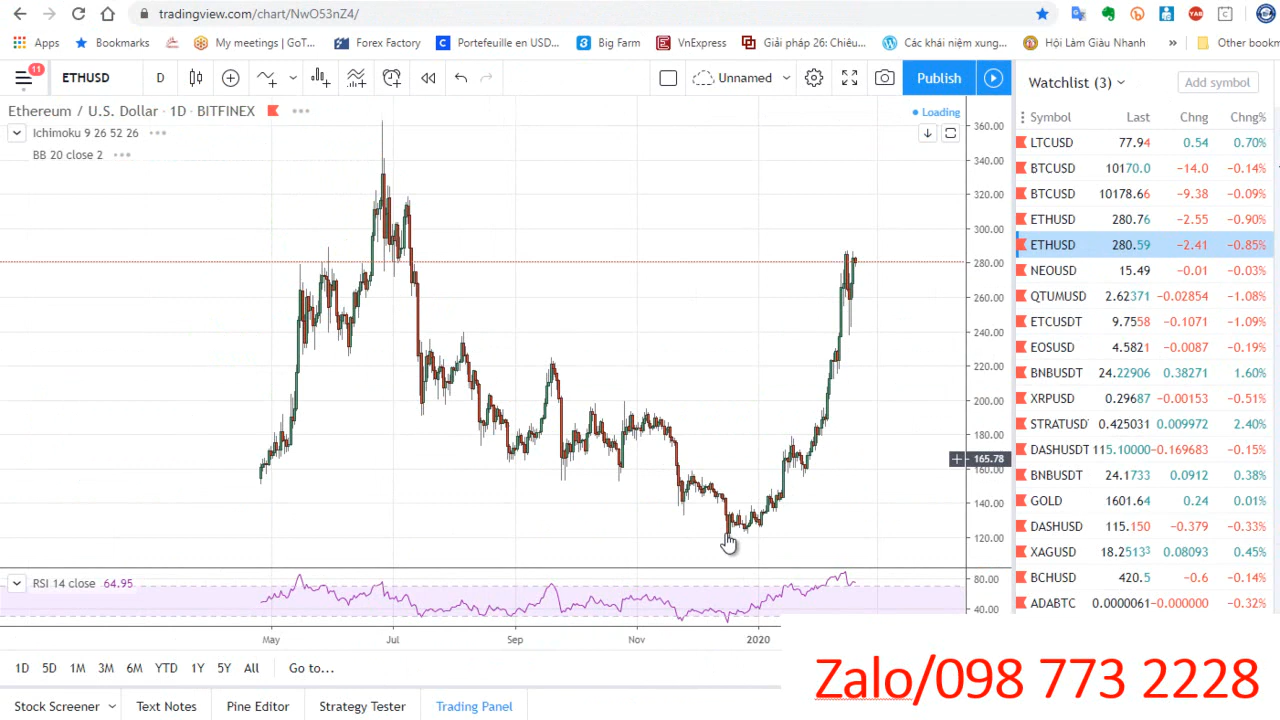 tradingview.com/chart/NwO53nZ4/
Apps Bookmarks My meetings | GoT... Forex Factory Portefeuille en USD... Big Farm VnExpress Giải pháp 26: Chiêu... Các khái niệm xung... Hội Làm Giàu Nhanh » Other bookm
11 ETHUSD D Unnamed Publish
Watchlist (3) Add symbol
Ethereum / U.S. Dollar · 1D · BITFINEX
Loading
Ichimoku 9 26 52 26
BB 20 close 2
360.00
340.00
320.00
300.00
280.00
260.00
240.00
220.00
200.00
180.00
165.78
160.00
140.00
120.00
RSI 14 close 64.95
80.00
40.00
May Jul Sep Nov 2020
1D 5D 1M 3M 6M YTD 1Y 5Y All Go to...
Stock Screener Text Notes Pine Editor Strategy Tester Trading Panel
Symbol Last Chng Chng%
LTCUSD 77.94 0.54 0.70%
BTCUSD 10170.0 −14.0 −0.14%
BTCUSD 10178.66 −9.38 −0.09%
ETHUSD 280.76 −2.55 −0.90%
ETHUSD 280.59 −2.41 −0.85%
NEOUSD 15.49 −0.01 −0.03%
QTUMUSD 2.62371 −0.02854 −1.08%
ETCUSDT 9.7558 −0.1071 −1.09%
EOSUSD 4.5821 −0.0087 −0.19%
BNBUSDT 24.22906 0.38271 1.60%
XRPUSD 0.29687 −0.00153 −0.51%
STRATUSD 0.425031 0.009972 2.40%
DASHUSDT 115.10000 −0.169683 −0.15%
BNBUSDT 24.1733 0.0912 0.38%
GOLD 1601.64 0.24 0.01%
DASHUSD 115.150 −0.379 −0.33%
XAGUSD 18.2513³ 0.08093 0.45%
BCHUSD 420.5 −0.6 −0.14%
ADABTC 0.0000061 −0.000000 −0.32%
Zalo/098 773 2228